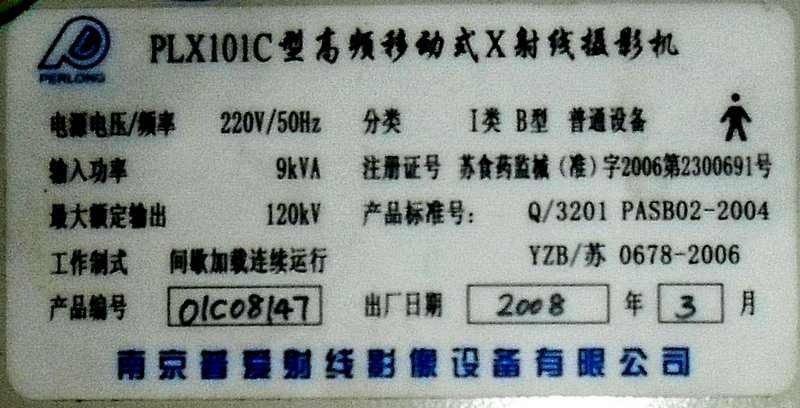 PERLONG
PLX101C型高频移动式X射线摄影机
电源电压/频率 220V/50Hz 分类 I类 B型 普通设备
输入功率 9kVA 注册证号 苏食药监械(准)字2006第2300691号
最大额定输出 120kV 产品标准号: Q/3201 PASB02-2004
工作制式 间歇加载连续运行 YZB/苏 0678-2006
产品编号 01C08147 出厂日期 2008 年 3 月
南京普爱射线影像设备有限公司